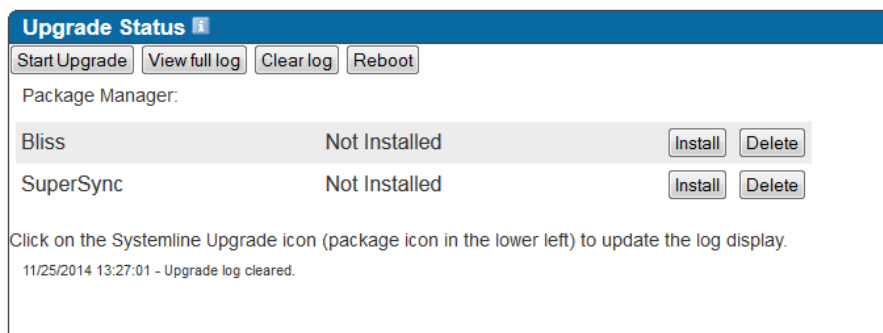 Upgrade Status i
Start Upgrade View full log Clear log Reboot
Package Manager:
Bliss Not Installed Install Delete
SuperSync Not Installed Install Delete
Click on the Systemline Upgrade icon (package icon in the lower left) to update the log display.
11/25/2014 13:27:01 - Upgrade log cleared.